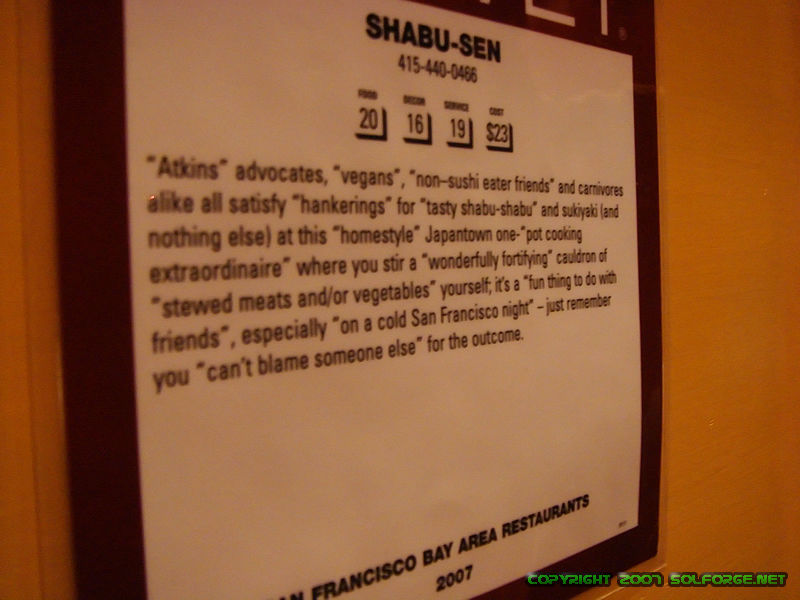 SHABU-SEN
415-440-0466
FOOD DECOR SERVICE COST
20 16 19 $23
"Atkins" advocates, "vegans", "non-sushi eater friends" and carnivores
alike all satisfy "hankerings" for "tasty shabu-shabu" and sukiyaki (and
nothing else) at this "homestyle" Japantown one-"pot cooking
extraordinaire" where you stir a "wonderfully fortifying" cauldron of
"stewed meats and/or vegetables" yourself; it's a "fun thing to do with
friends", especially "on a cold San Francisco night" – just remember
you "can't blame someone else" for the outcome.
FRANCISCO BAY AREA RESTAURANTS
2007
COPYRIGHT 2007 SOLFORGE.NET